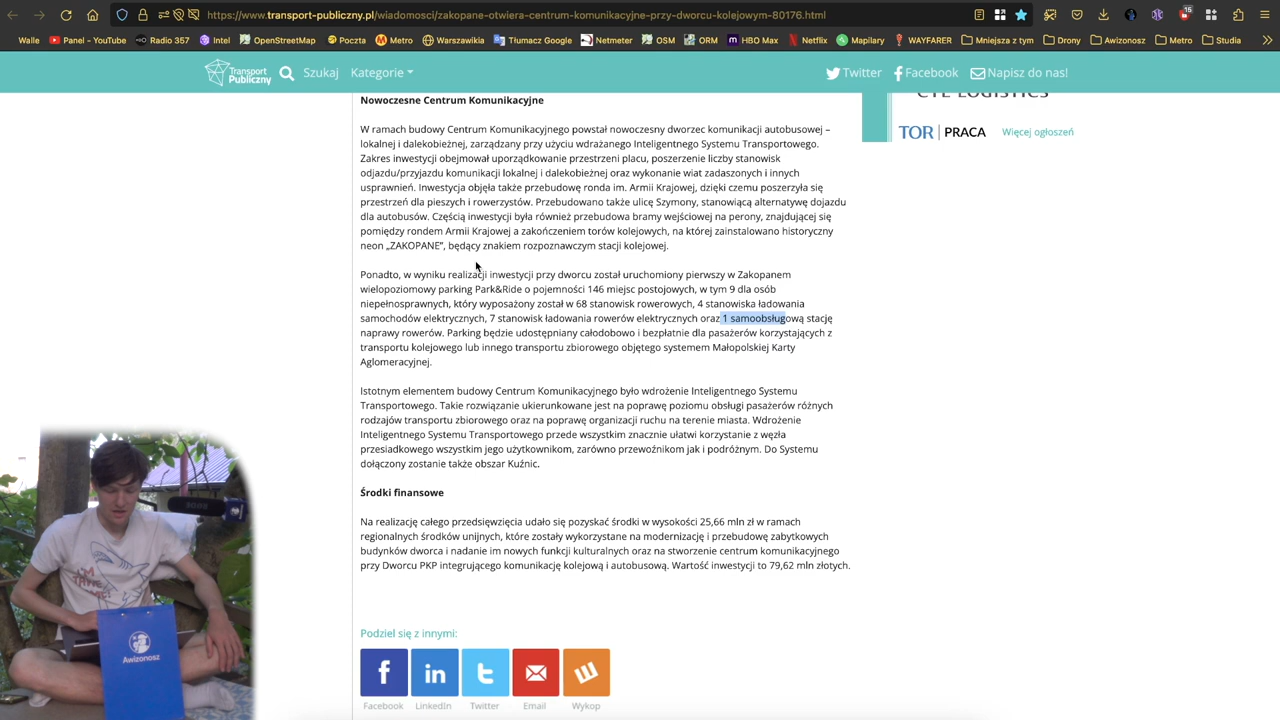 https://www.transport-publiczny.pl/wiadomosci/zakopane-otwiera-centrum-komunikacyjne-przy-dworcu-kolejowym-80176.html
15
Walle Panel - YouTube Radio 357 Intel OpenStreetMap Poczta Metro Warszawikia Tłumacz Google Netmeter OSM ORM HBO Max Netflix Mapilary WAYFARER Mniejsza z tym Drony Awizonosz Metro Studia
Transport Publiczny Szukaj Kategorie Twitter Facebook Napisz do nas!
CTL LOGISTICS
TOR PRACA Więcej ogłoszeń
Nowoczesne Centrum Komunikacyjne
W ramach budowy Centrum Komunikacyjnego powstał nowoczesny dworzec komunikacji autobusowej –
lokalnej i dalekobieżnej, zarządzany przy użyciu wdrażanego Inteligentnego Systemu Transportowego.
Zakres inwestycji obejmował uporządkowanie przestrzeni placu, poszerzenie liczby stanowisk
odjazdu/przyjazdu komunikacji lokalnej i dalekobieżnej oraz wykonanie wiat zadaszonych i innych
usprawnień. Inwestycja objęła także przebudowę ronda im. Armii Krajowej, dzięki czemu poszerzyła się
przestrzeń dla pieszych i rowerzystów. Przebudowano także ulicę Szymony, stanowiącą alternatywę dojazdu
dla autobusów. Częścią inwestycji była również przebudowa bramy wejściowej na perony, znajdującej się
pomiędzy rondem Armii Krajowej a zakończeniem torów kolejowych, na której zainstalowano historyczny
neon „ZAKOPANE”, będący znakiem rozpoznawczym stacji kolejowej.
Ponadto, w wyniku realizacji inwestycji przy dworcu został uruchomiony pierwszy w Zakopanem
wielopoziomowy parking Park&Ride o pojemności 146 miejsc postojowych, w tym 9 dla osób
niepełnosprawnych, który wyposażony został w 68 stanowisk rowerowych, 4 stanowiska ładowania
samochodów elektrycznych, 7 stanowisk ładowania rowerów elektrycznych oraz 1 samoobsługową stację
naprawy rowerów. Parking będzie udostępniany całodobowo i bezpłatnie dla pasażerów korzystających z
transportu kolejowego lub innego transportu zbiorowego objętego systemem Małopolskiej Karty
Aglomeracyjnej.
Istotnym elementem budowy Centrum Komunikacyjnego było wdrożenie Inteligentnego Systemu
Transportowego. Takie rozwiązanie ukierunkowane jest na poprawę poziomu obsługi pasażerów różnych
rodzajów transportu zbiorowego oraz na poprawę organizacji ruchu na terenie miasta. Wdrożenie
Inteligentnego Systemu Transportowego przede wszystkim znacznie ułatwi korzystanie z węzła
przesiadkowego wszystkim jego użytkownikom, zarówno przewoźnikom jak i podróżnym. Do Systemu
dołączony zostanie także obszar Kuźnic.
Środki finansowe
Na realizację całego przedsięwzięcia udało się pozyskać środki w wysokości 25,66 mln zł w ramach
regionalnych środków unijnych, które zostały wykorzystane na modernizację i przebudowę zabytkowych
budynków dworca i nadanie im nowych funkcji kulturalnych oraz na stworzenie centrum komunikacyjnego
przy Dworcu PKP integrującego komunikację kolejową i autobusową. Wartość inwestycji to 79,62 mln złotych.
Podziel się z innymi:
Facebook LinkedIn Twitter Email Wykop
Awizonosz